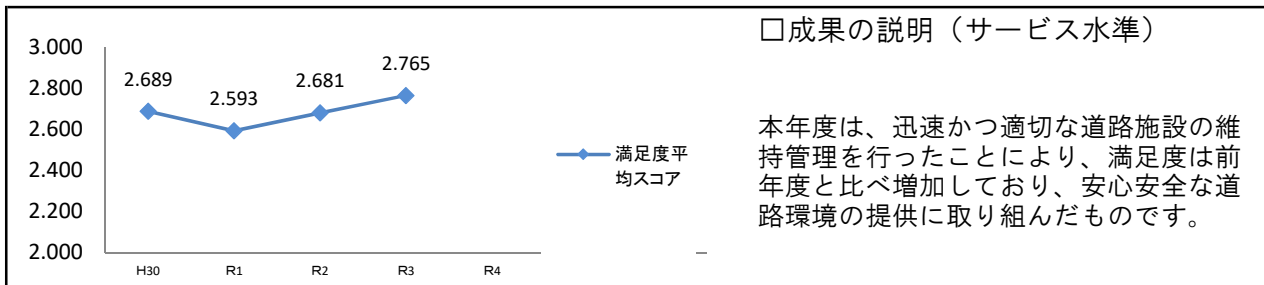 3.000
2.800
2.600
2.400
2.200
2.000
2.689
2.593
2.681
2.765
H30
R1
R2
R3
R4
満足度平
均スコア
□成果の説明（サービス水準）
本年度は、迅速かつ適切な道路施設の維
持管理を行ったことにより、満足度は前
年度と比べ増加しており、安心安全な道
路環境の提供に取り組んだものです。